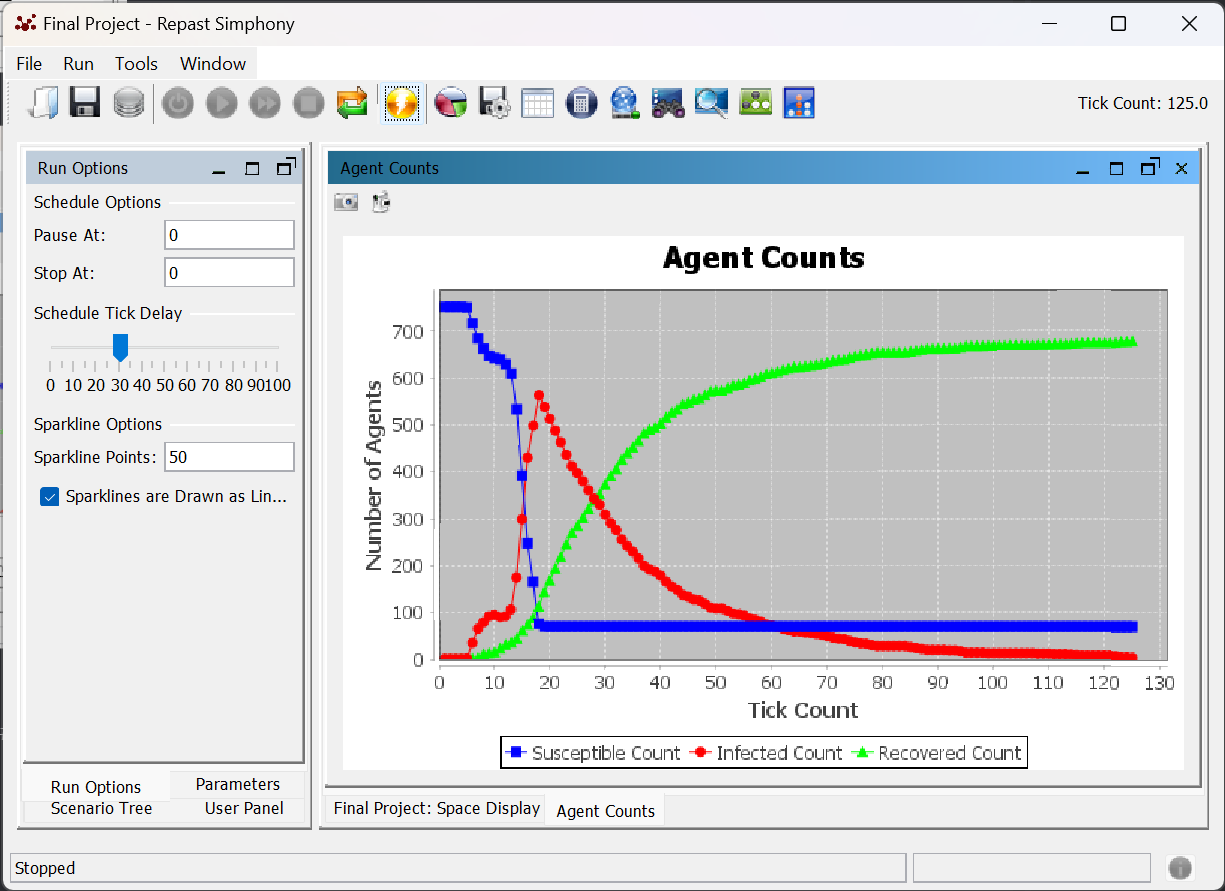 Final Project - Repast Simphony
File Run Tools Window
Tick Count: 125.0
Run Options
Schedule Options
Pause At: 0
Stop At: 0
Schedule Tick Delay
0 10 20 30 40 50 60 70 80 90100
Sparkline Options
Sparkline Points: 50
Sparklines are Drawn as Lin...
Run Options Parameters
Scenario Tree User Panel
Agent Counts
Agent Counts
Number of Agents
700
600
500
400
300
200
100
0
0 10 20 30 40 50 60 70 80 90 100 110 120 130
Tick Count
Susceptible Count Infected Count Recovered Count
Final Project: Space Display Agent Counts
Stopped